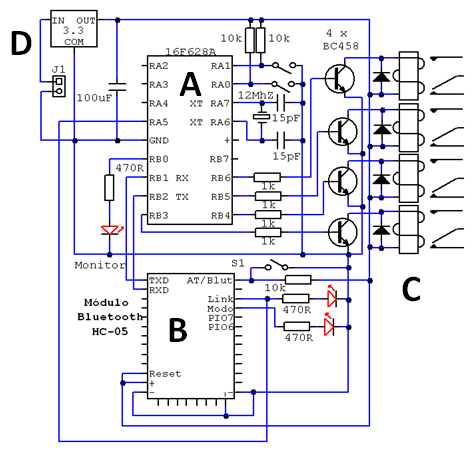 D
IN OUT
3.3
COM
J1
100uF
10k
10k
4 x
BC458
16F628A
A
RA2
RA3
RA4
RA5
GND
RB0
RB1 RX
RB2 TX
RB3
RA1
RA0
XT RA7
XT RA6
+
RB7
RB6
RB5
RB4
12MhZ
15pF
15pF
1k
1k
1k
1k
470R
Monitor
S1
C
TXD
RXD
AT/Blut
Link
Modo
PIO7
PIO6
10k
470R
470R
Módulo
Bluetooth
HC-05
B
Reset
+
-
-